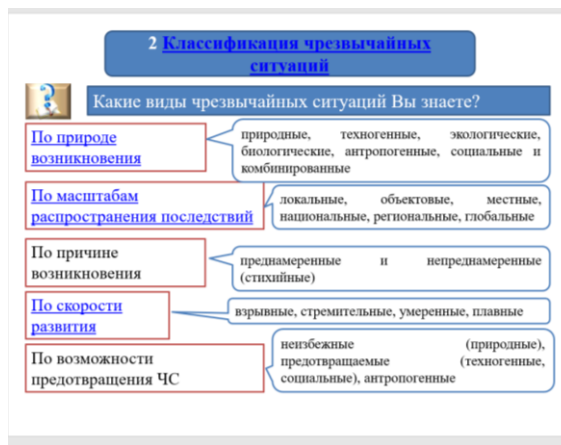 2 Классификация чрезвычайных
ситуаций
Какие виды чрезвычайных ситуаций Вы знаете?
По природе
возникновения
природные, техногенные, экологические,
биологические, антропогенные, социальные и
комбинированные
По масштабам
распространения последствий
локальные, объектовые, местные,
национальные, региональные, глобальные
По причине
возникновения
преднамеренные и непреднамеренные
(стихийные)
По скорости
развития
взрывные, стремительные, умеренные, плавные
По возможности
предотвращения ЧС
неизбежные (природные),
предотвращаемые (техногенные,
социальные), антропогенные